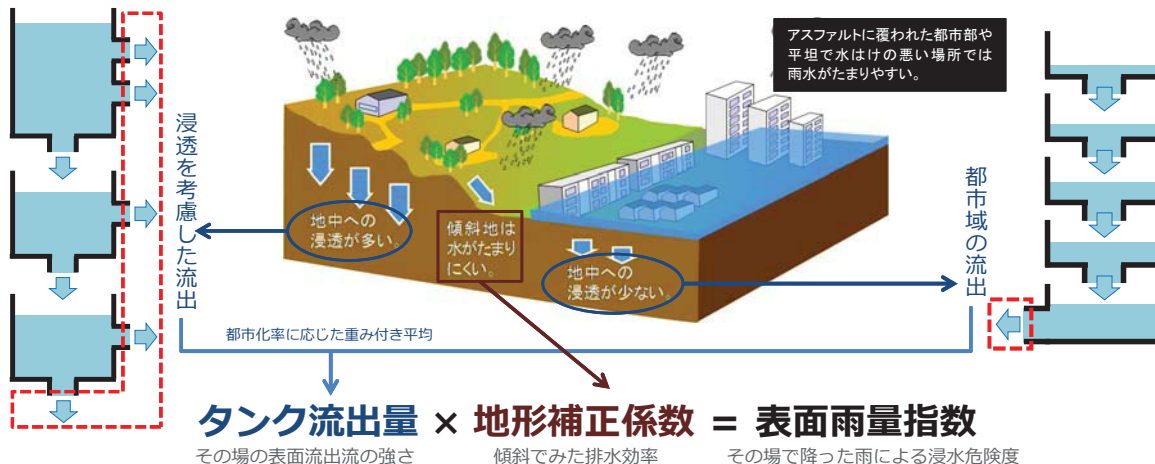 アスファルトに覆われた都市部や
平坦で水はけの悪い場所では
雨水がたまりやすい。
浸透を考慮した流出
地中への
浸透が多い。
傾斜地は
水がたまり
にくい。
地中への
浸透が少ない。
都市域の流出
都市化率に応じた重み付き平均
タンク流出量 × 地形補正係数 = 表面雨量指数
その場の表面流出流の強さ 傾斜でみた排水効率 その場で降った雨による浸水危険度